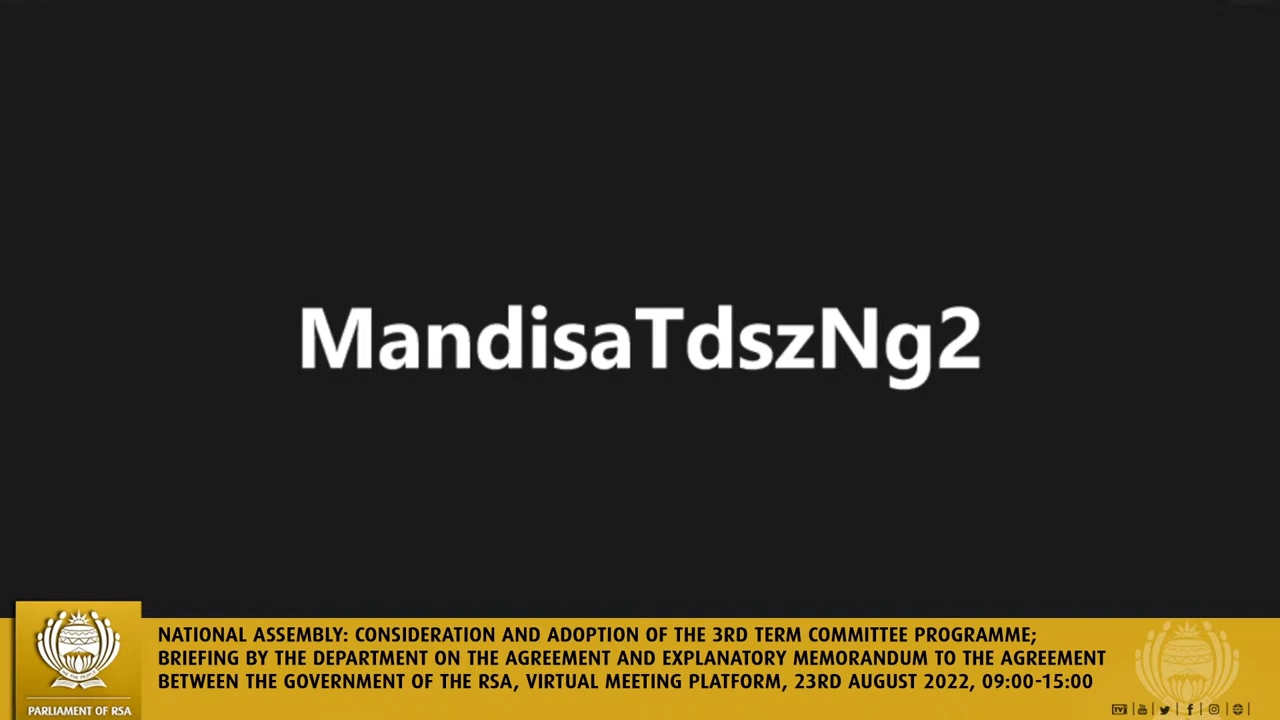 MandisaTdszNg2
NATIONAL ASSEMBLY: CONSIDERATION AND ADOPTION OF THE 3RD TERM COMMITTEE PROGRAMME;
BRIEFING BY THE DEPARTMENT ON THE AGREEMENT AND EXPLANATORY MEMORANDUM TO THE AGREEMENT
BETWEEN THE GOVERNMENT OF THE RSA, VIRTUAL MEETING PLATFORM, 23RD AUGUST 2022, 09:00-15:00
PARLIAMENT OF RSA